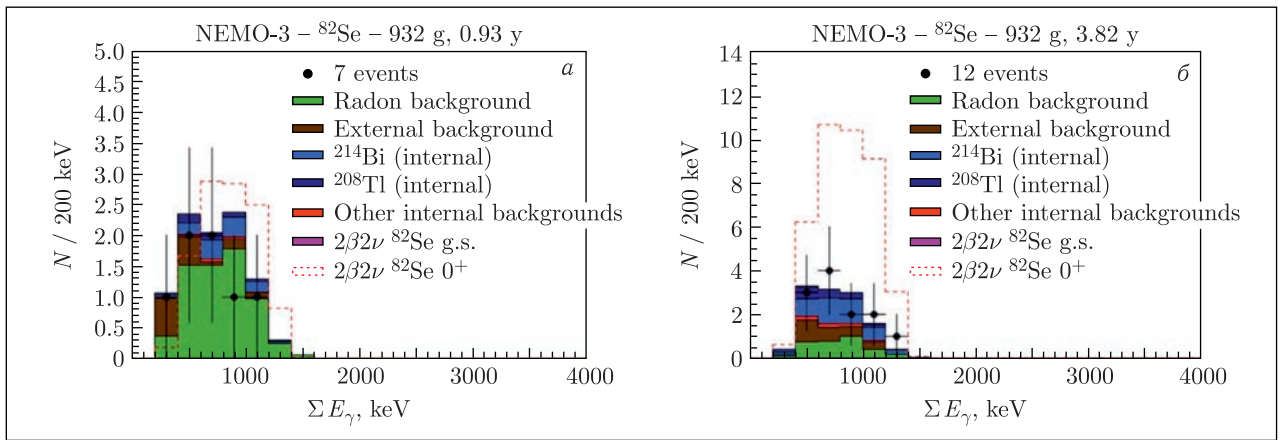 NEMO-3 – ⁸²Se – 932 g, 0.93 y
а
N / 200 keV
5.0
4.5
4.0
3.5
3.0
2.5
2.0
1.5
1.0
0.5
0
7 events
Radon background
External background
²¹⁴Bi (internal)
²⁰⁸Tl (internal)
Other internal backgrounds
2β2ν ⁸²Se g.s.
2β2ν ⁸²Se 0⁺
1000 2000 3000 4000
Σ E_γ, keV
NEMO-3 – ⁸²Se – 932 g, 3.82 y
б
N / 200 keV
14
12
10
8
6
4
2
0
12 events
Radon background
External background
²¹⁴Bi (internal)
²⁰⁸Tl (internal)
Other internal backgrounds
2β2ν ⁸²Se g.s.
2β2ν ⁸²Se 0⁺
1000 2000 3000 4000
Σ E_γ, keV